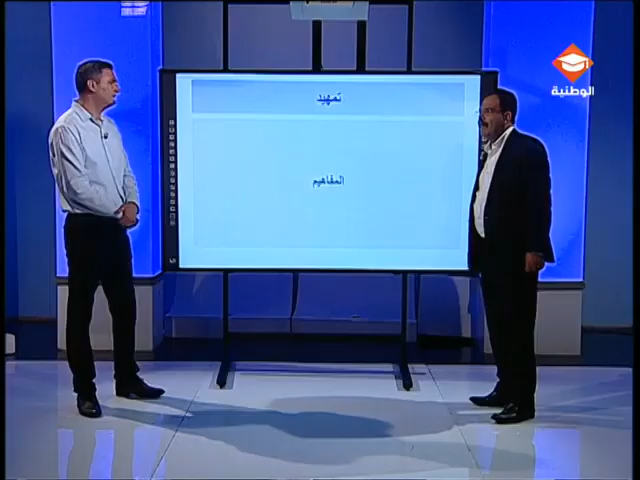 تمهيد
المفاهيم
الوطنية